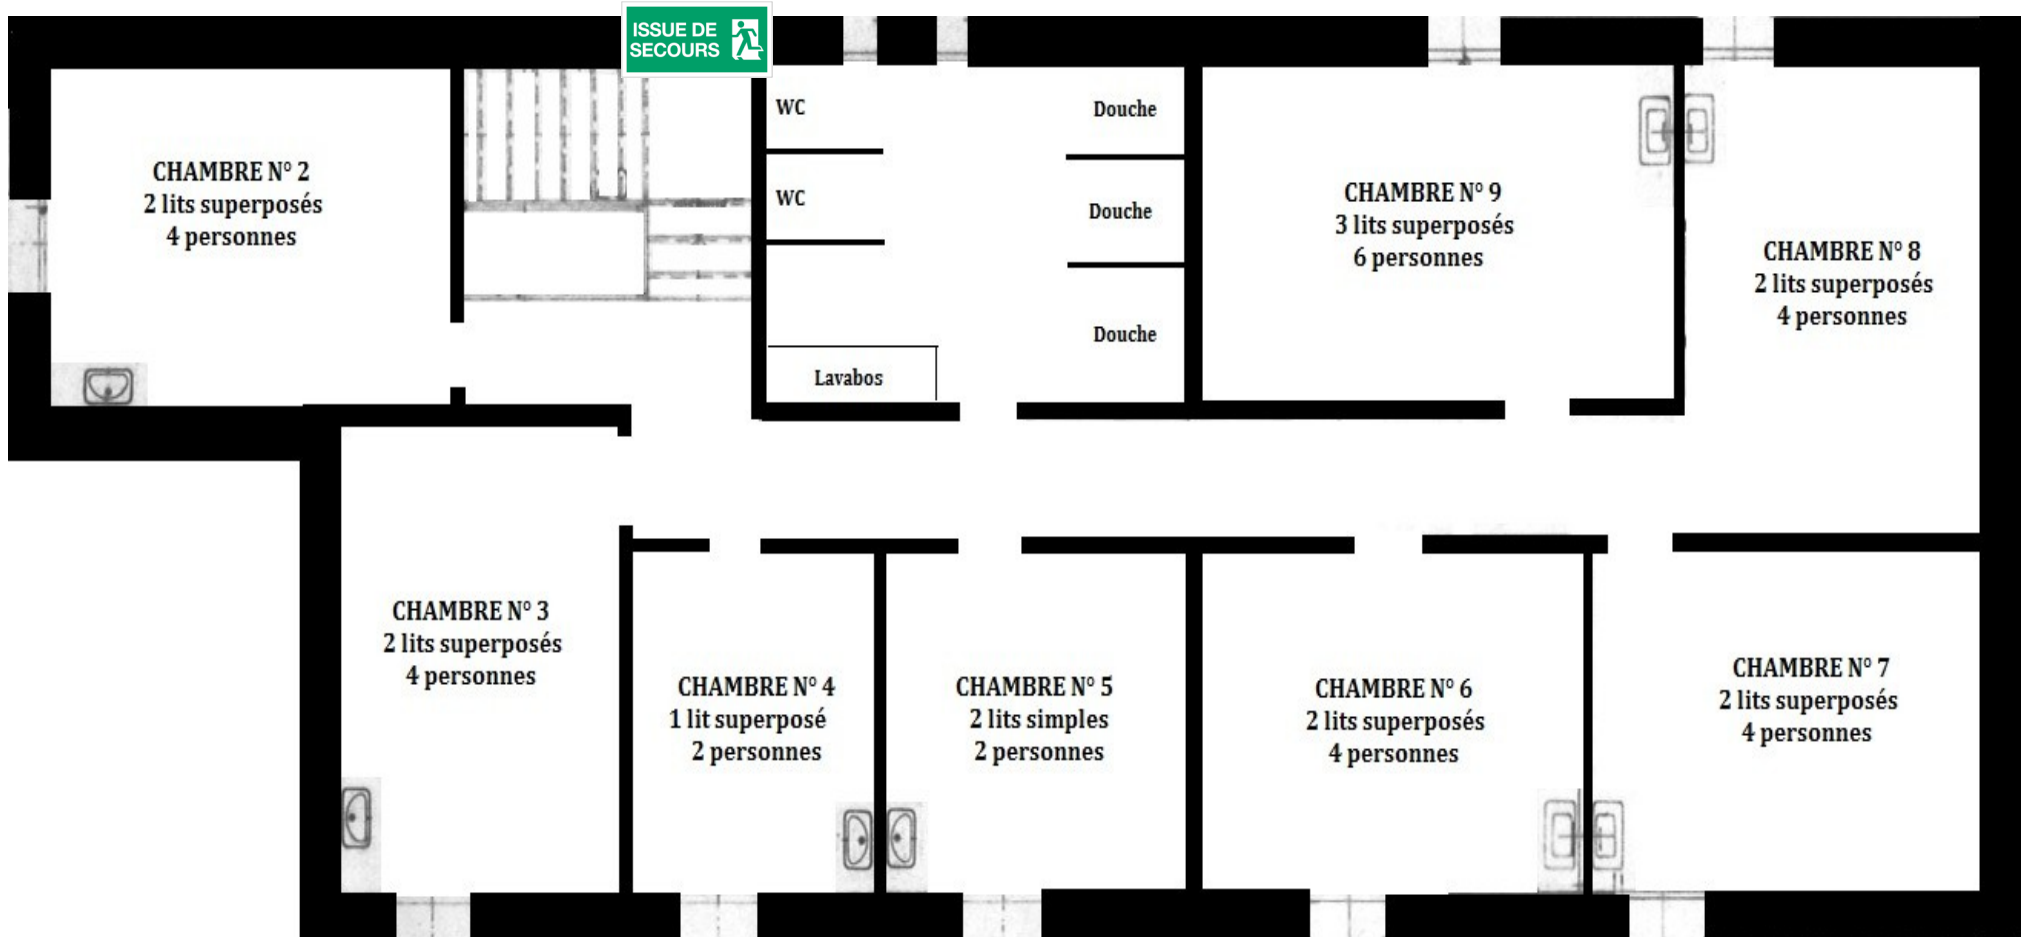 ISSUE DE
SECOURS
WC
Douche
CHAMBRE N° 2
2 lits superposés
4 personnes
WC
Douche
CHAMBRE N° 9
3 lits superposés
6 personnes
CHAMBRE N° 8
2 lits superposés
4 personnes
Douche
Lavabos
CHAMBRE N° 3
2 lits superposés
4 personnes
CHAMBRE N° 4
1 lit superposé
2 personnes
CHAMBRE N° 5
2 lits simples
2 personnes
CHAMBRE N° 6
2 lits superposés
4 personnes
CHAMBRE N° 7
2 lits superposés
4 personnes